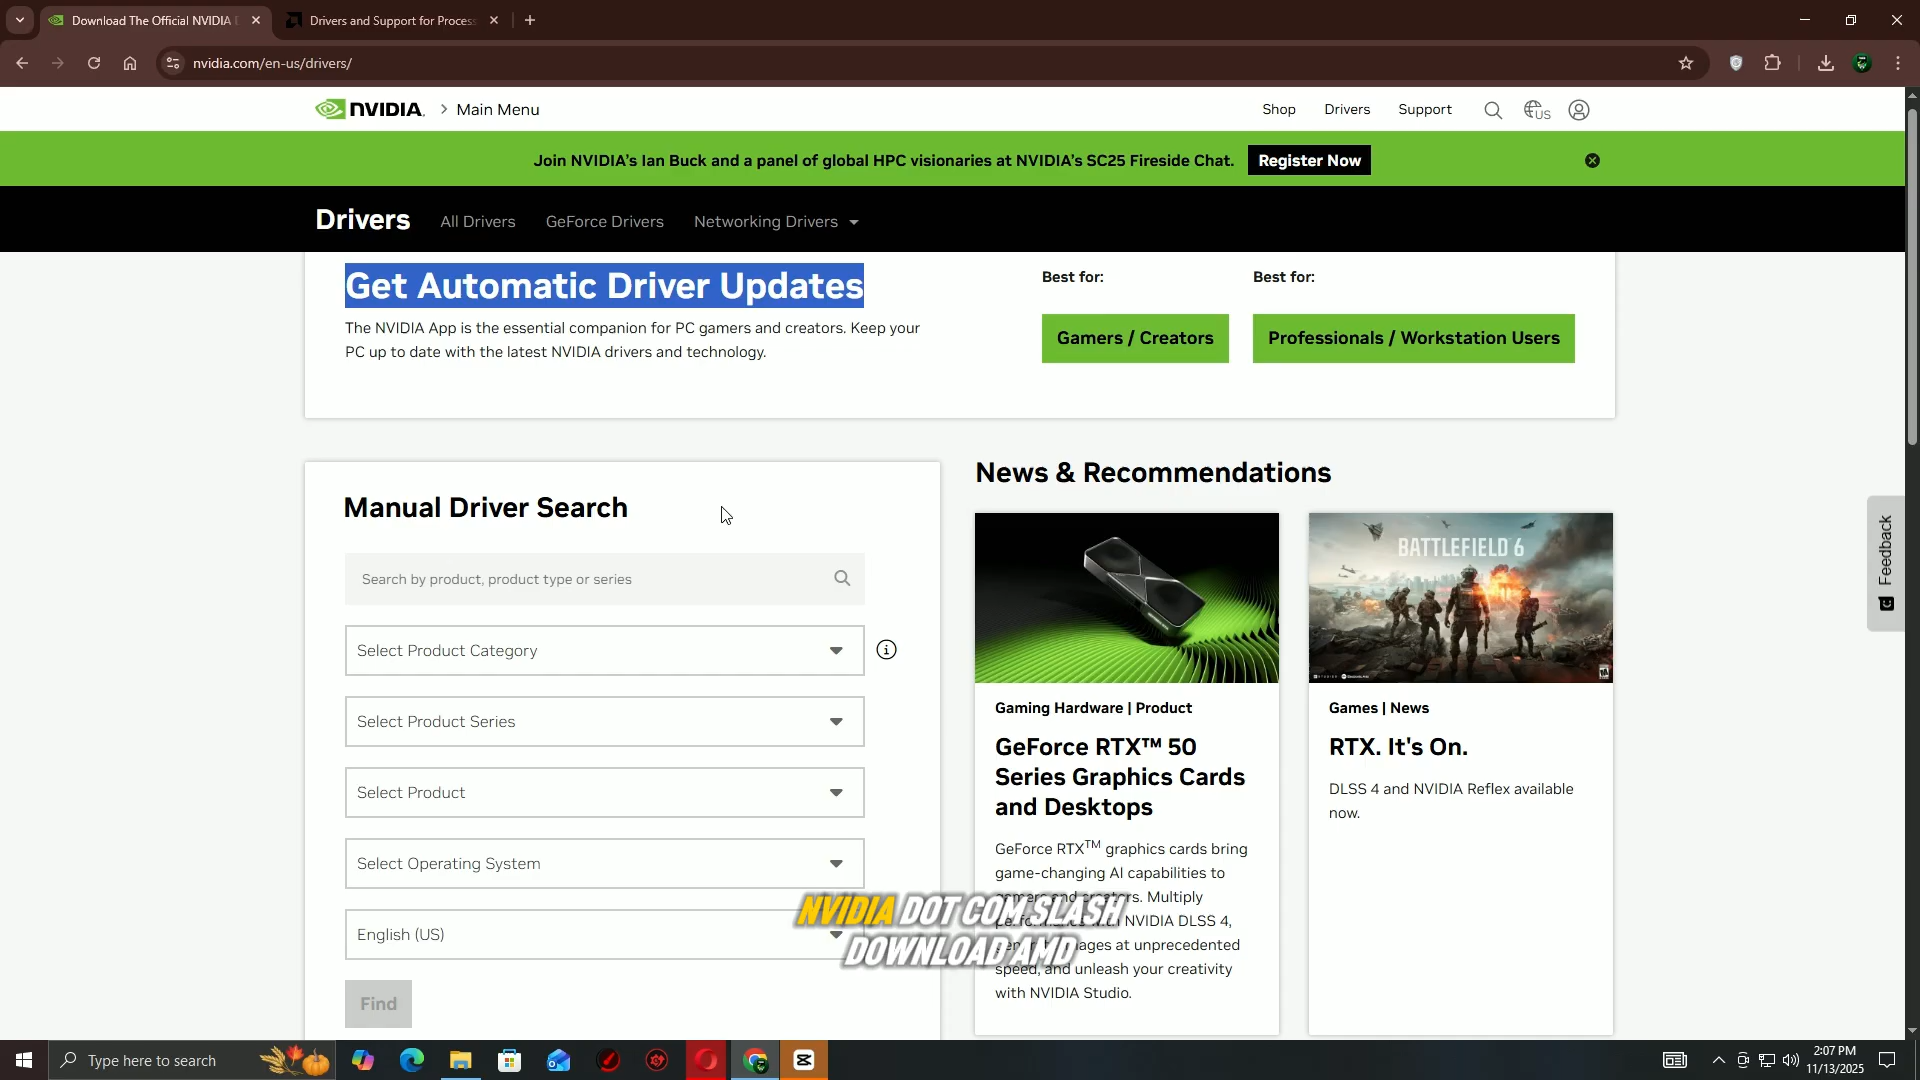 Download The Official NVIDIA D
Drivers and Support for Process
nvidia.com/en-us/drivers/
NVIDIA. Main Menu
Shop
Drivers
Support
US
Join NVIDIA's Ian Buck and a panel of global HPC visionaries at NVIDIA's SC25 Fireside Chat.
Register Now
Drivers
All Drivers
GeForce Drivers
Networking Drivers
Get Automatic Driver Updates
The NVIDIA App is the essential companion for PC gamers and creators. Keep your
PC up to date with the latest NVIDIA drivers and technology.
Best for:
Gamers / Creators
Best for:
Professionals / Workstation Users
Manual Driver Search
Search by product, product type or series
Select Product Category
Select Product Series
Select Product
Select Operating System
English (US)
Find
News & Recommendations
BATTLEFIELD 6
Gaming Hardware | Product
GeForce RTX™ 50
Series Graphics Cards
and Desktops
GeForce RTX™ graphics cards bring
game-changing AI capabilities to
gamers and creators. Multiply
performance with NVIDIA DLSS 4,
images at unprecedented
speed, and unleash your creativity
with NVIDIA Studio.
Games | News
RTX. It's On.
DLSS 4 and NVIDIA Reflex available
now.
Feedback
NVIDIA DOT COM SLASH
DOWNLOAD AMD
Type here to search
2:07 PM
11/13/2025